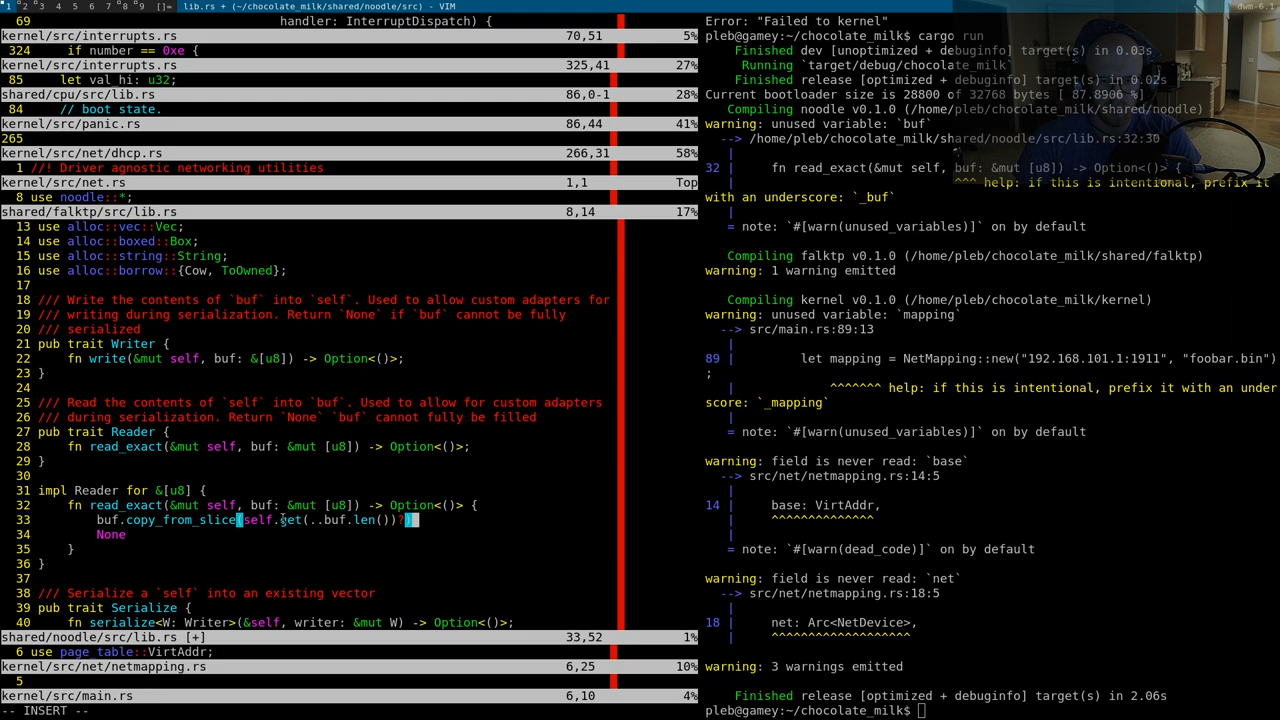 1 2 3 4 5 6 7 8 9 []= lib.rs + (~/chocolate_milk/shared/noodle/src) - VIM dwm-6.1
69 handler: InterruptDispatch) {
kernel/src/interrupts.rs 70,51 5%
324 if number == 0xe {
kernel/src/interrupts.rs 325,41 27%
85 let val_hi: u32;
shared/cpu/src/lib.rs 86,0-1 28%
84 // boot state.
kernel/src/panic.rs 86,44 41%
265
kernel/src/net/dhcp.rs 266,31 58%
1 //! Driver agnostic networking utilities
kernel/src/net.rs 1,1 Top
8 use noodle::*;
shared/falktp/src/lib.rs 8,14 17%
13 use alloc::vec::Vec;
14 use alloc::boxed::Box;
15 use alloc::string::String;
16 use alloc::borrow::{Cow, ToOwned};
17
18 /// Write the contents of `buf` into `self`. Used to allow custom adapters for
19 /// writing during serialization. Return `None` if `buf` cannot be fully
20 /// serialized
21 pub trait Writer {
22 fn write(&mut self, buf: &[u8]) -> Option<()>;
23 }
24
25 /// Read the contents of `self` into `buf`. Used to allow for custom adapters
26 /// during serialization. Return `None` `buf` cannot fully be filled
27 pub trait Reader {
28 fn read_exact(&mut self, buf: &mut [u8]) -> Option<()>;
29 }
30
31 impl Reader for &[u8] {
32 fn read_exact(&mut self, buf: &mut [u8]) -> Option<()> {
33 buf.copy_from_slice(self.get(..buf.len())?)
34 None
35 }
36 }
37
38 /// Serialize a `self` into an existing vector
39 pub trait Serialize {
40 fn serialize<W: Writer>(&self, writer: &mut W) -> Option<()>;
shared/noodle/src/lib.rs [+] 33,52 1%
6 use page_table::VirtAddr;
kernel/src/net/netmapping.rs 6,25 10%
5
kernel/src/main.rs 6,10 4%
-- INSERT --
Error: "Failed to kernel"
pleb@gamey:~/chocolate_milk$ cargo run
Finished dev [unoptimized + debuginfo] target(s) in 0.03s
Running `target/debug/chocolate_milk`
Finished release [optimized + debuginfo] target(s) in 0.02s
Current bootloader size is 28800 of 32768 bytes [ 87.8906 %]
Compiling noodle v0.1.0 (/home/pleb/chocolate_milk/shared/noodle)
warning: unused variable: `buf`
--> /home/pleb/chocolate_milk/shared/noodle/src/lib.rs:32:30
|
32 | fn read_exact(&mut self, buf: &mut [u8]) -> Option<()> {
| ^^^ help: if this is intentional, prefix it
with an underscore: `_buf`
|
= note: `#[warn(unused_variables)]` on by default
Compiling falktp v0.1.0 (/home/pleb/chocolate_milk/shared/falktp)
warning: 1 warning emitted
Compiling kernel v0.1.0 (/home/pleb/chocolate_milk/kernel)
warning: unused variable: `mapping`
--> src/main.rs:89:13
|
89 | let mapping = NetMapping::new("192.168.101.1:1911", "foobar.bin")
;
| ^^^^^^^ help: if this is intentional, prefix it with an under
score: `_mapping`
|
= note: `#[warn(unused_variables)]` on by default
warning: field is never read: `base`
--> src/net/netmapping.rs:14:5
|
14 | base: VirtAddr,
| ^^^^^^^^^^^^^^
|
= note: `#[warn(dead_code)]` on by default
warning: field is never read: `net`
--> src/net/netmapping.rs:18:5
|
18 | net: Arc<NetDevice>,
| ^^^^^^^^^^^^^^^^^^^
warning: 3 warnings emitted
Finished release [optimized + debuginfo] target(s) in 2.06s
pleb@gamey:~/chocolate_milk$